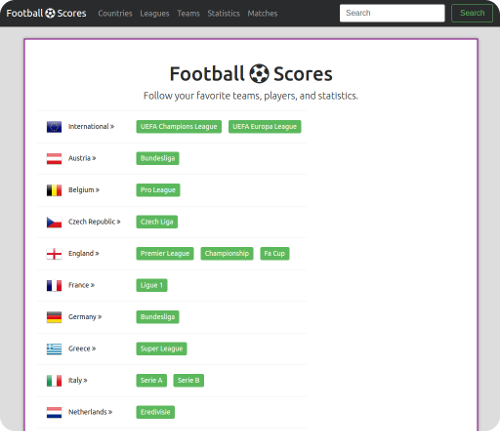 Football Scores Countries Leagues Teams Statistics Matches Search Search
Football Scores
Follow your favorite teams, players, and statistics.
International » UEFA Champions League UEFA Europa League
Austria » Bundesliga
Belgium » Pro League
Czech Republic » Czech Liga
England » Premier League Championship Fa Cup
France » Ligue 1
Germany » Bundesliga
Greece » Super League
Italy » Serie A Serie B
Netherlands » Eredivisie